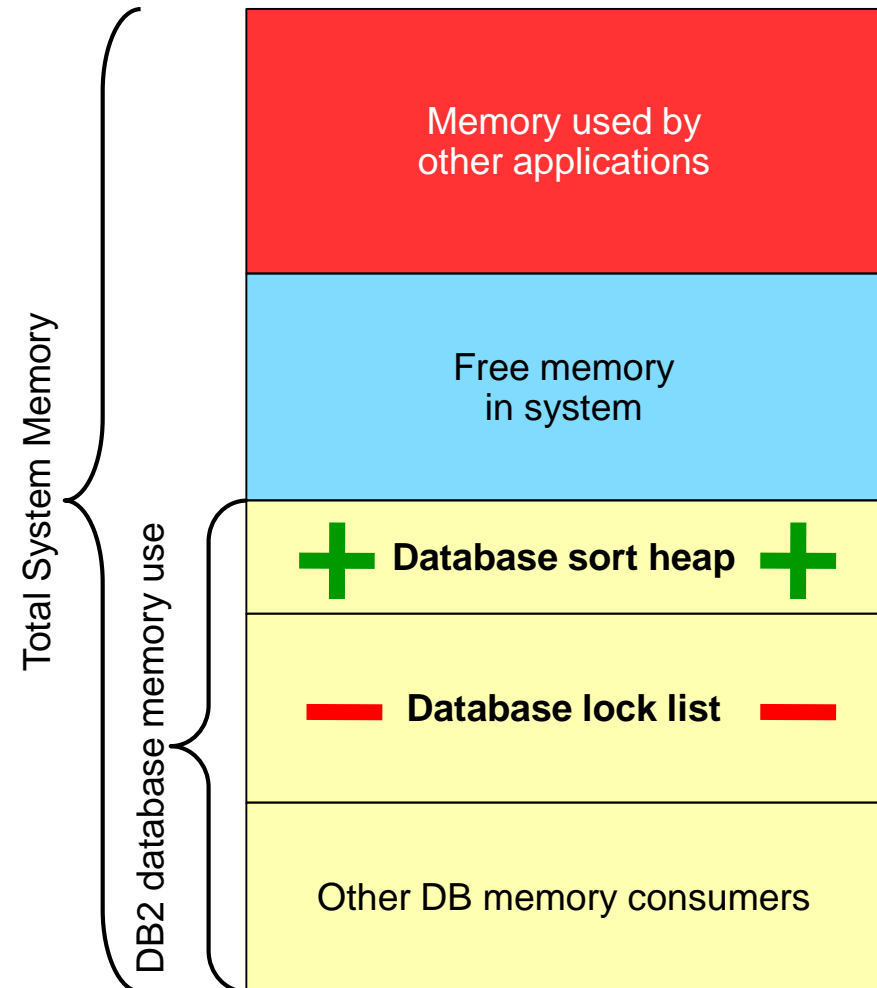 Memory used by
other applications
Free memory
in system
Database sort heap
Database lock list
Other DB memory consumers
Total System Memory
DB2 database memory use